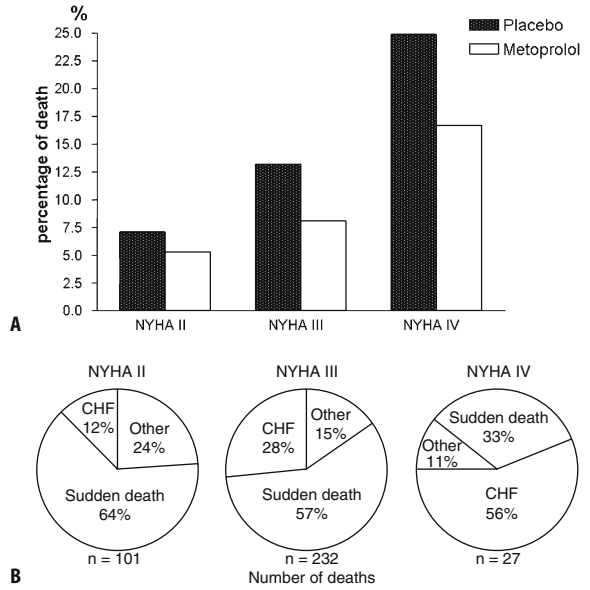 %
Placebo
Metoprolol
25.0
22.5
20.0
17.5
15.0
12.5
10.0
7.5
5.0
2.5
0.0
percentage of death
NYHA II
NYHA III
NYHA IV
A
NYHA II
NYHA III
NYHA IV
CHF
12%
Other
24%
Sudden death
64%
n = 101
CHF
28%
Other
15%
Sudden death
57%
n = 232
Sudden death
33%
Other
11%
CHF
56%
n = 27
B
Number of deaths